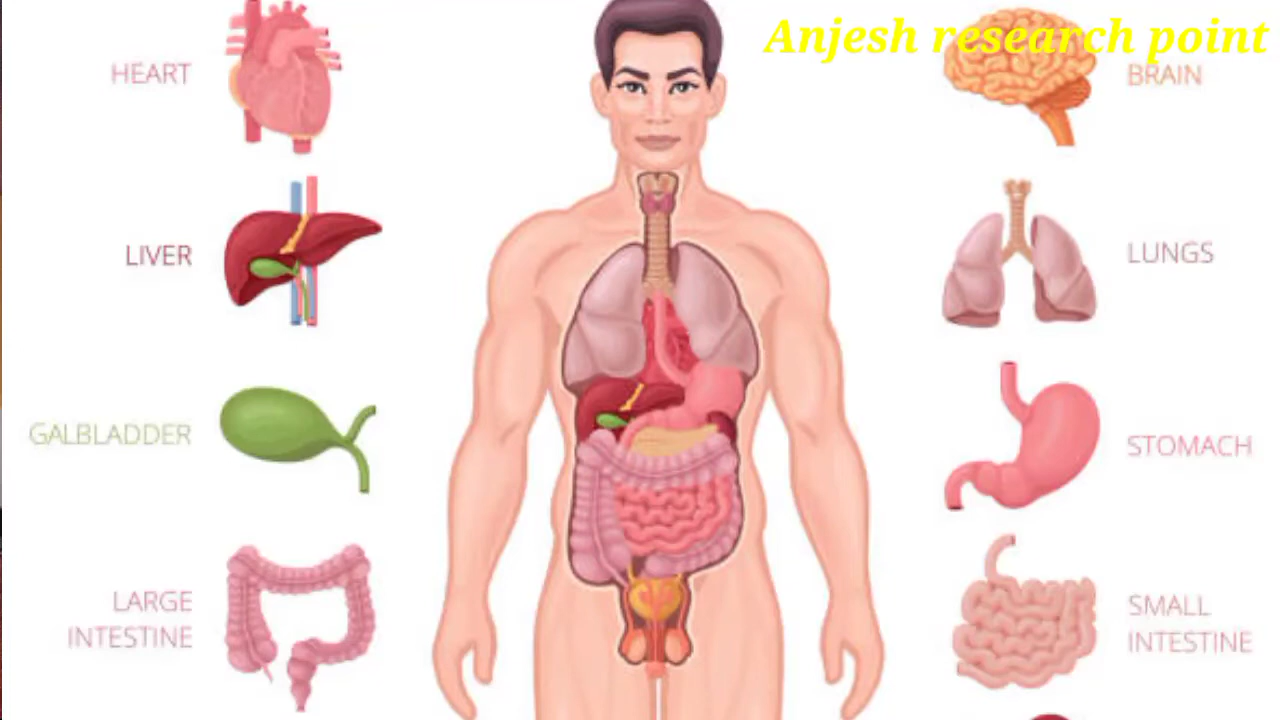 Anjesh research point
HEART
BRAIN
LIVER
LUNGS
GALBLADDER
STOMACH
LARGE
INTESTINE
SMALL
INTESTINE